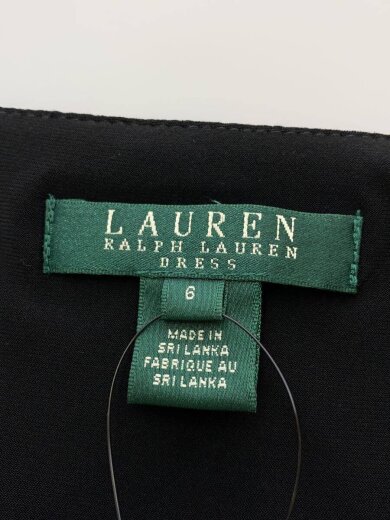 LAUREN
RALPH LAUREN
DRESS
6
MADE IN
SRI LANKA
FABRIQUE AU
SRI LANKA